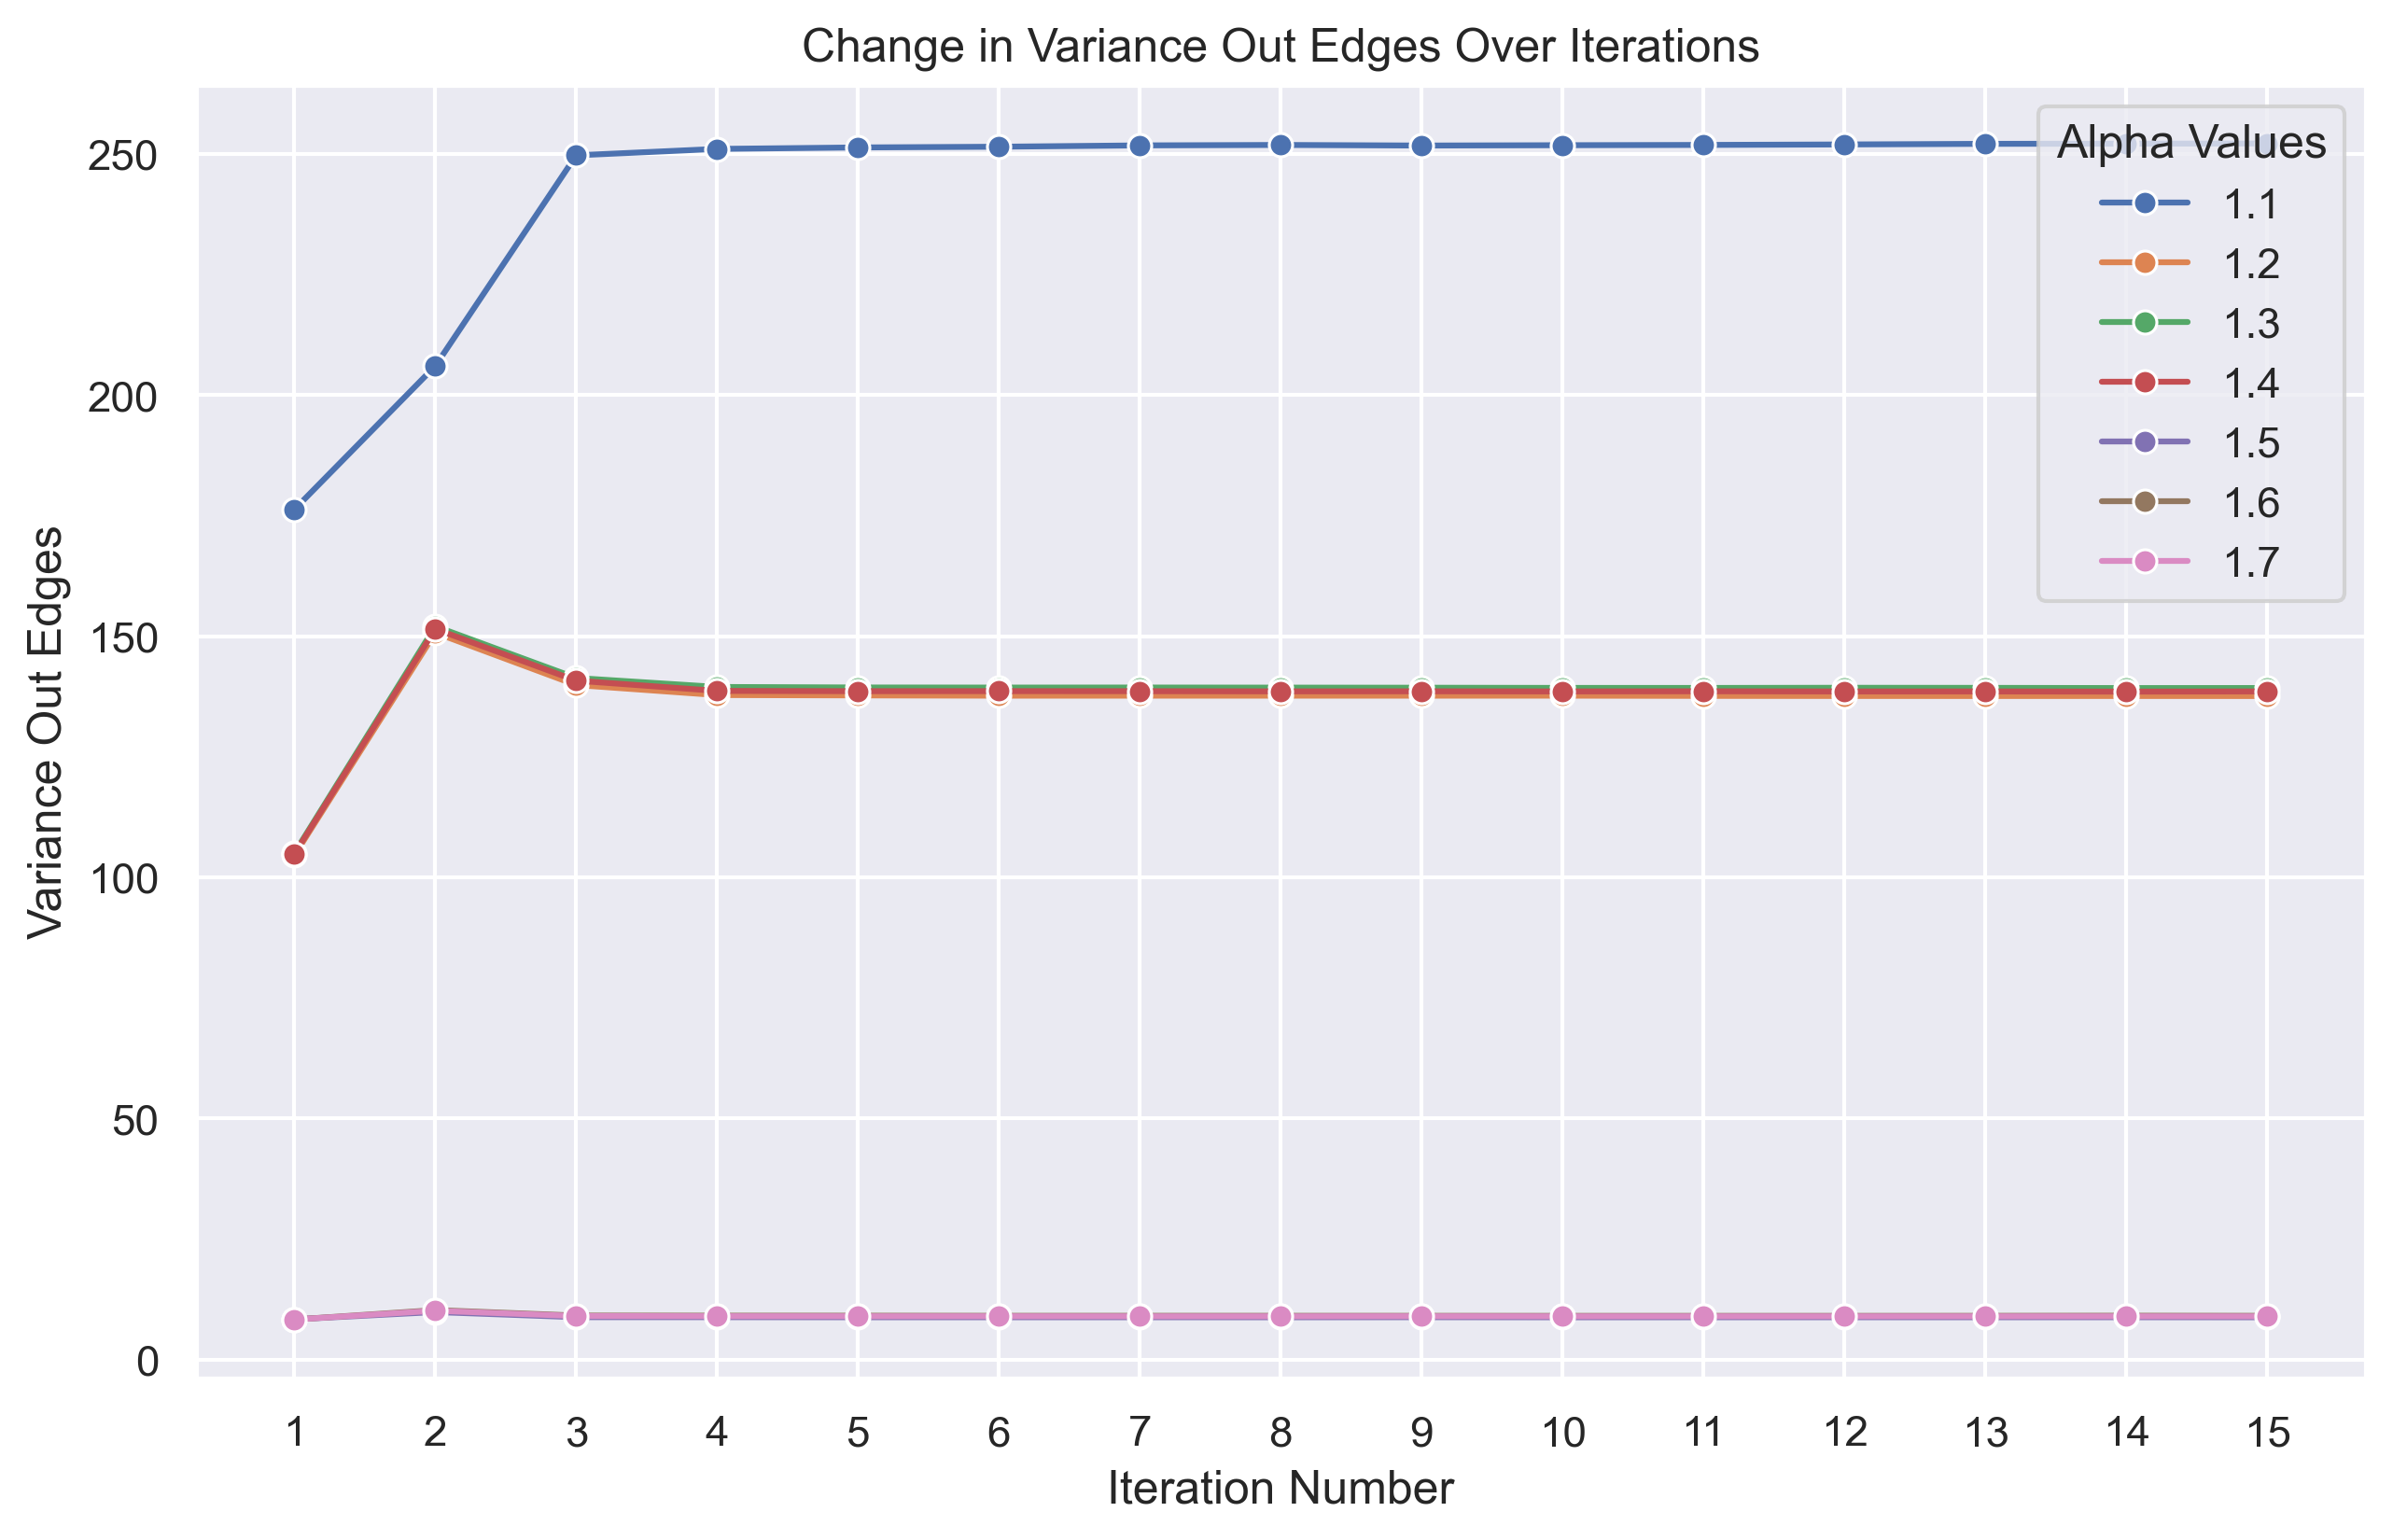 Change in Variance Out Edges Over Iterations
Variance Out Edges
250
200
150
100
50
0
Alpha Values
1.1
1.2
1.3
1.4
1.5
1.6
1.7
1 2 3 4 5 6 7 8 9 10 11 12 13 14 15
Iteration Number